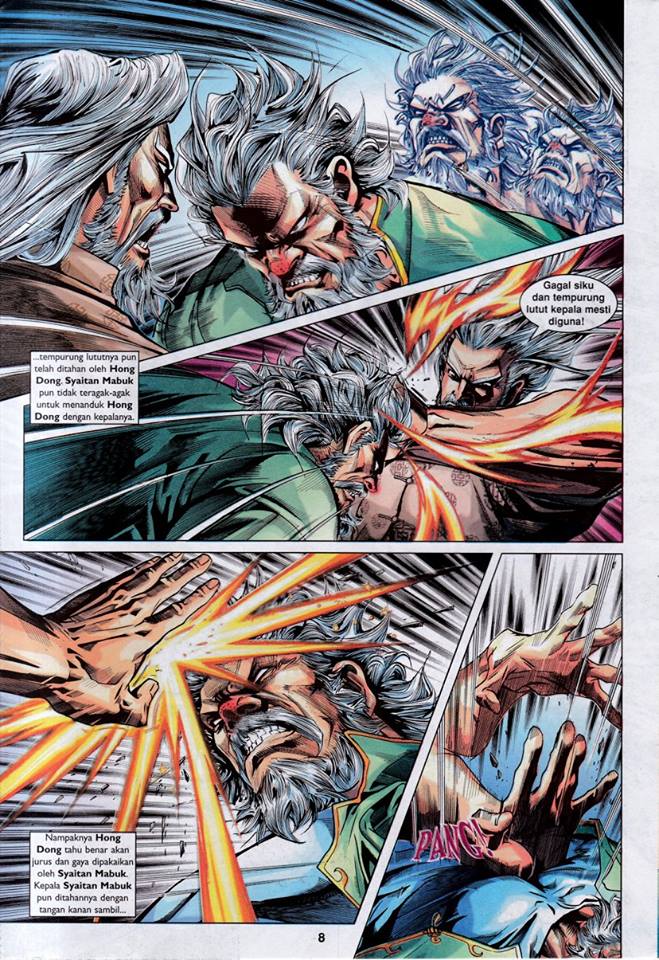 Gagal siku
dan tempurung
lutut kepala mesti
diguna!
...tempurung lututnya pun
telah ditahan oleh Hong
Dong. Syaitan Mabuk
pun tidak teragak-agak
untuk menanduk Hong
Dong dengan kepalanya.
Nampaknya Hong
Dong tahu benar akan
jurus dan gaya dipakaikan
oleh Syaitan Mabuk.
Kepala Syaitan Mabuk
pun ditahannya dengan
tangan kanan sambil...
PANG!
8